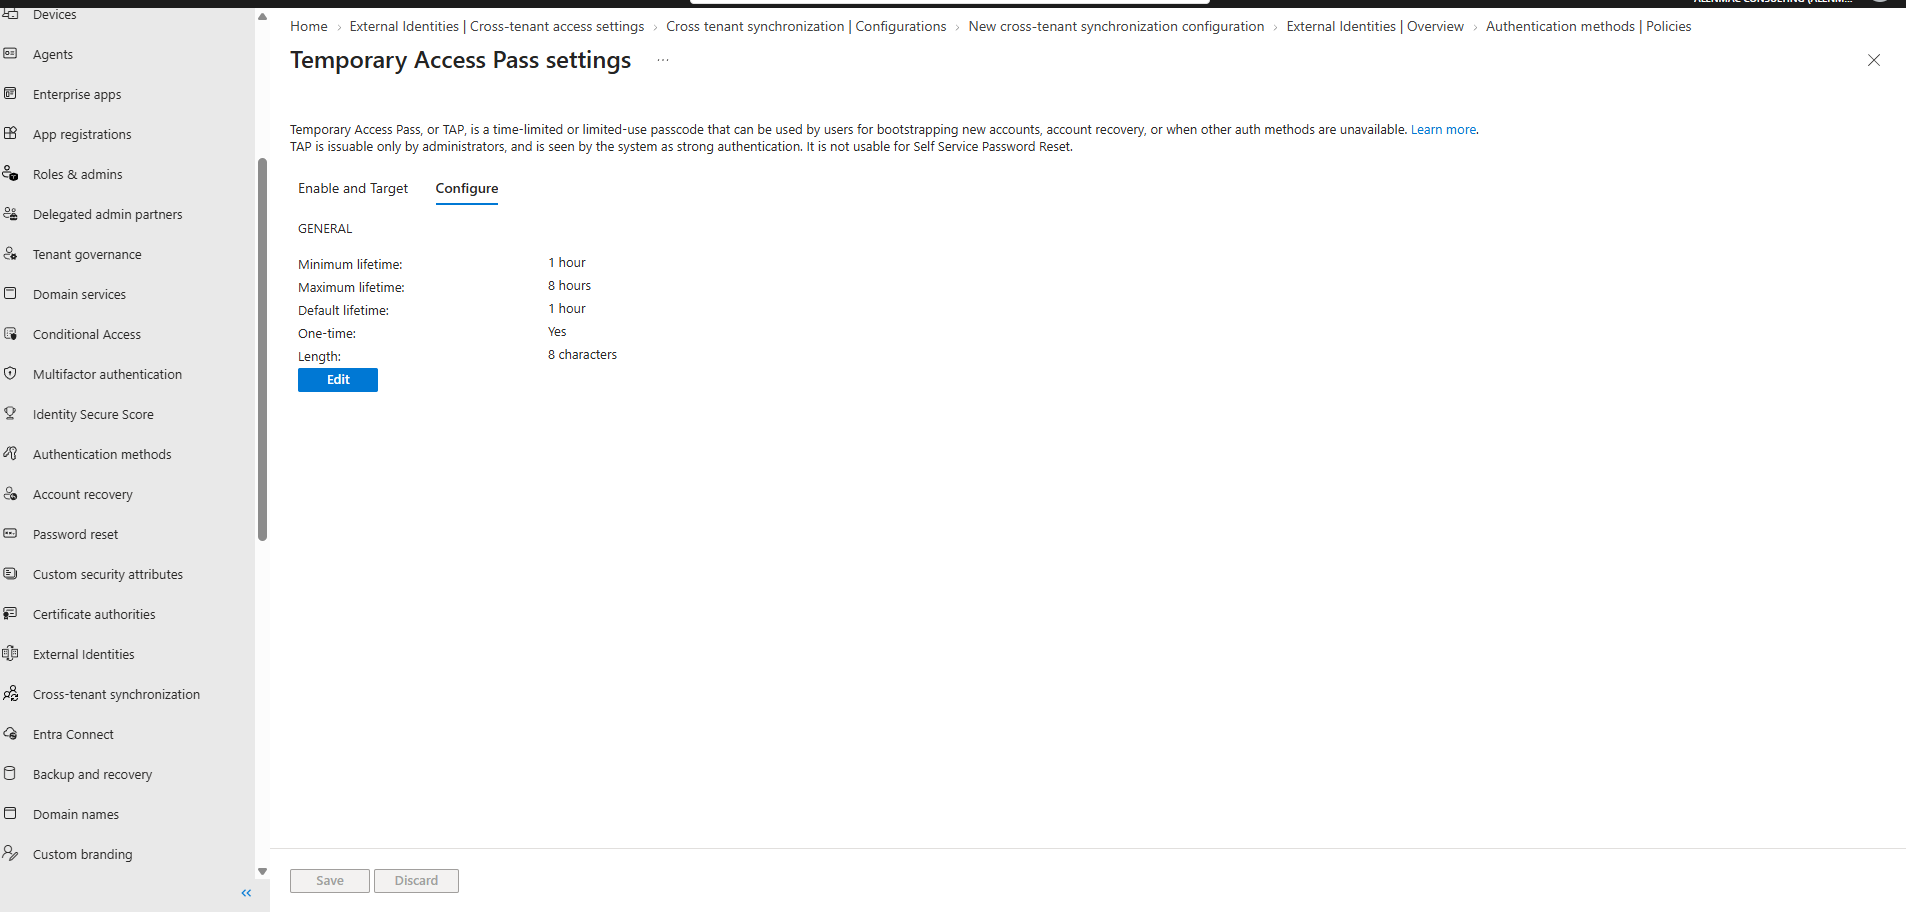 Devices
Agents
Enterprise apps
App registrations
Roles & admins
Delegated admin partners
Tenant governance
Domain services
Conditional Access
Multifactor authentication
Identity Secure Score
Authentication methods
Account recovery
Password reset
Custom security attributes
Certificate authorities
External Identities
Cross-tenant synchronization
Entra Connect
Backup and recovery
Domain names
Custom branding
Home › External Identities | Cross-tenant access settings › Cross tenant synchronization | Configurations › New cross-tenant synchronization configuration › External Identities | Overview › Authentication methods | Policies
Temporary Access Pass settings ...
Temporary Access Pass, or TAP, is a time-limited or limited-use passcode that can be used by users for bootstrapping new accounts, account recovery, or when other auth methods are unavailable. Learn more.
TAP is issuable only by administrators, and is seen by the system as strong authentication. It is not usable for Self Service Password Reset.
Enable and Target Configure
GENERAL
Minimum lifetime: 1 hour
Maximum lifetime: 8 hours
Default lifetime: 1 hour
One-time: Yes
Length: 8 characters
Edit
Save Discard